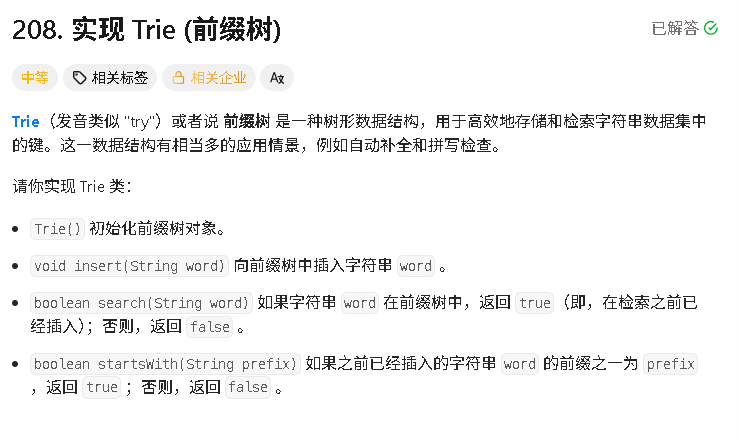 208. 实现 Trie (前缀树)
已解答
中等 相关标签 相关企业
Trie（发音类似 "try"）或者说 前缀树 是一种树形数据结构，用于高效地存储和检索字符串数据集中
的键。这一数据结构有相当多的应用情景，例如自动补全和拼写检查。
请你实现 Trie 类：
Trie() 初始化前缀树对象。
void insert(String word) 向前缀树中插入字符串 word 。
boolean search(String word) 如果字符串 word 在前缀树中，返回 true（即，在检索之前已
经插入）；否则，返回 false 。
boolean startsWith(String prefix) 如果之前已经插入的字符串 word 的前缀之一为 prefix
，返回 true ；否则，返回 false 。